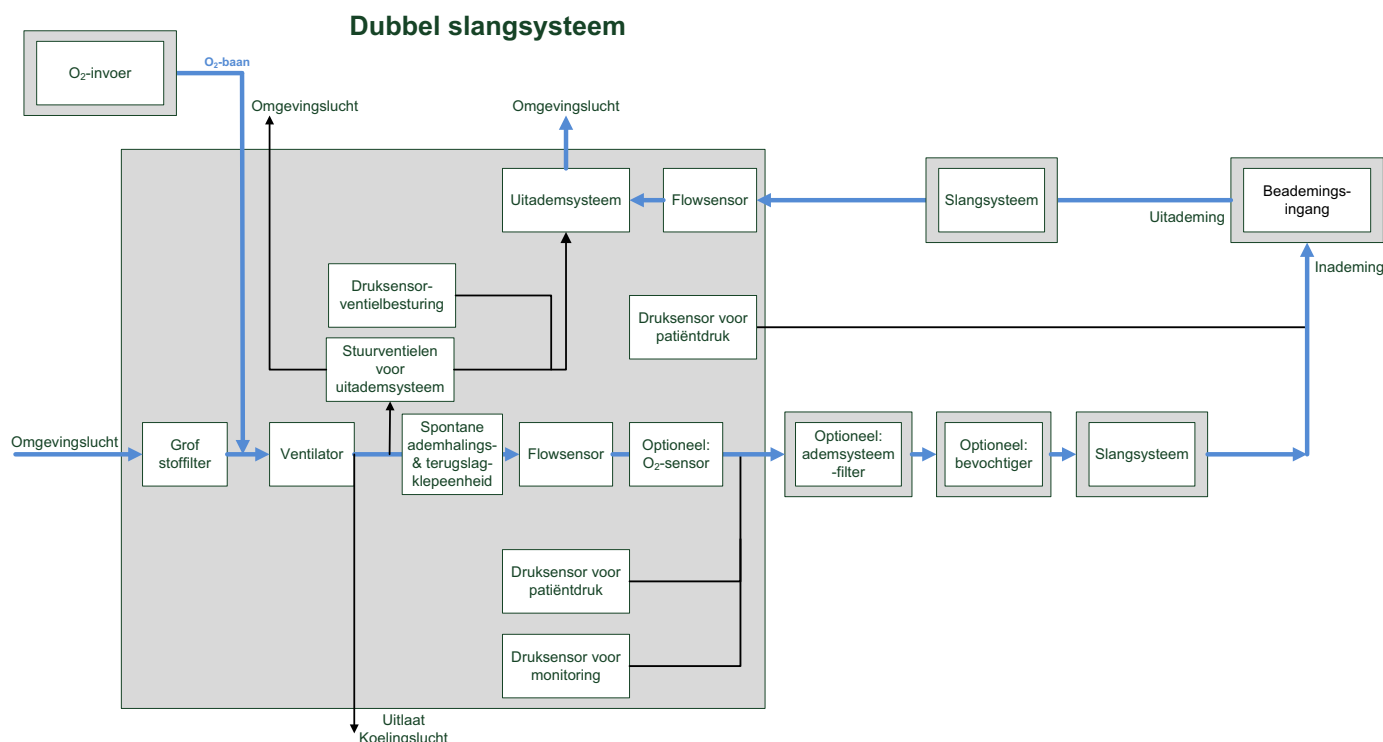 Dubbel slangsysteem
O₂-invoer
O₂-baan
Omgevingslucht
Omgevingslucht
Uitademsysteem
Flowsensor
Slangsysteem
Uitademing
Beademings-
ingang
Inademing
Druksensor-
ventielbesturing
Druksensor voor
patiëntdruk
Stuurventielen
voor
uitademsysteem
Omgevingslucht
Grof
stoffilter
Ventilator
Spontane
ademhalings-
& terugslag-
klepeenheid
Flowsensor
Optioneel:
O₂-sensor
Optioneel:
ademsysteem
-filter
Optioneel:
bevochtiger
Slangsysteem
Druksensor voor
patiëntdruk
Druksensor voor
monitoring
Uitlaat
Koelingslucht